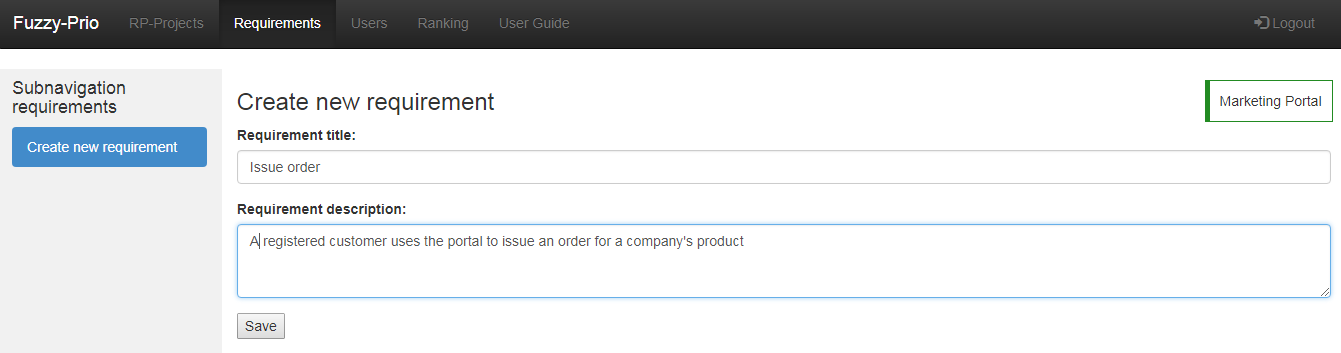 Fuzzy-Prio RP-Projects Requirements Users Ranking User Guide Logout
Subnavigation
requirements
Create new requirement
Create new requirement
Marketing Portal
Requirement title:
Issue order
Requirement description:
A registered customer uses the portal to issue an order for a company's product
Save